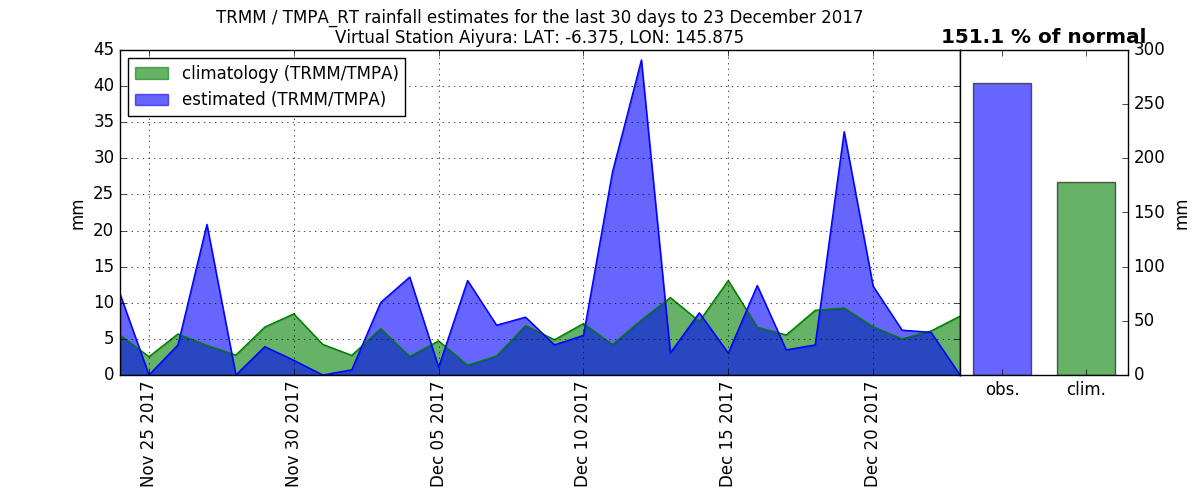 TRMM / TMPA_RT rainfall estimates for the last 30 days to 23 December 2017
Virtual Station Aiyura: LAT: -6.375, LON: 145.875
151.1 % of normal
climatology (TRMM/TMPA)
estimated (TRMM/TMPA)
45
40
35
30
25
20
15
10
5
0
mm
Nov 25 2017
Nov 30 2017
Dec 05 2017
Dec 10 2017
Dec 15 2017
Dec 20 2017
300
250
200
150
100
50
0
mm
obs.
clim.